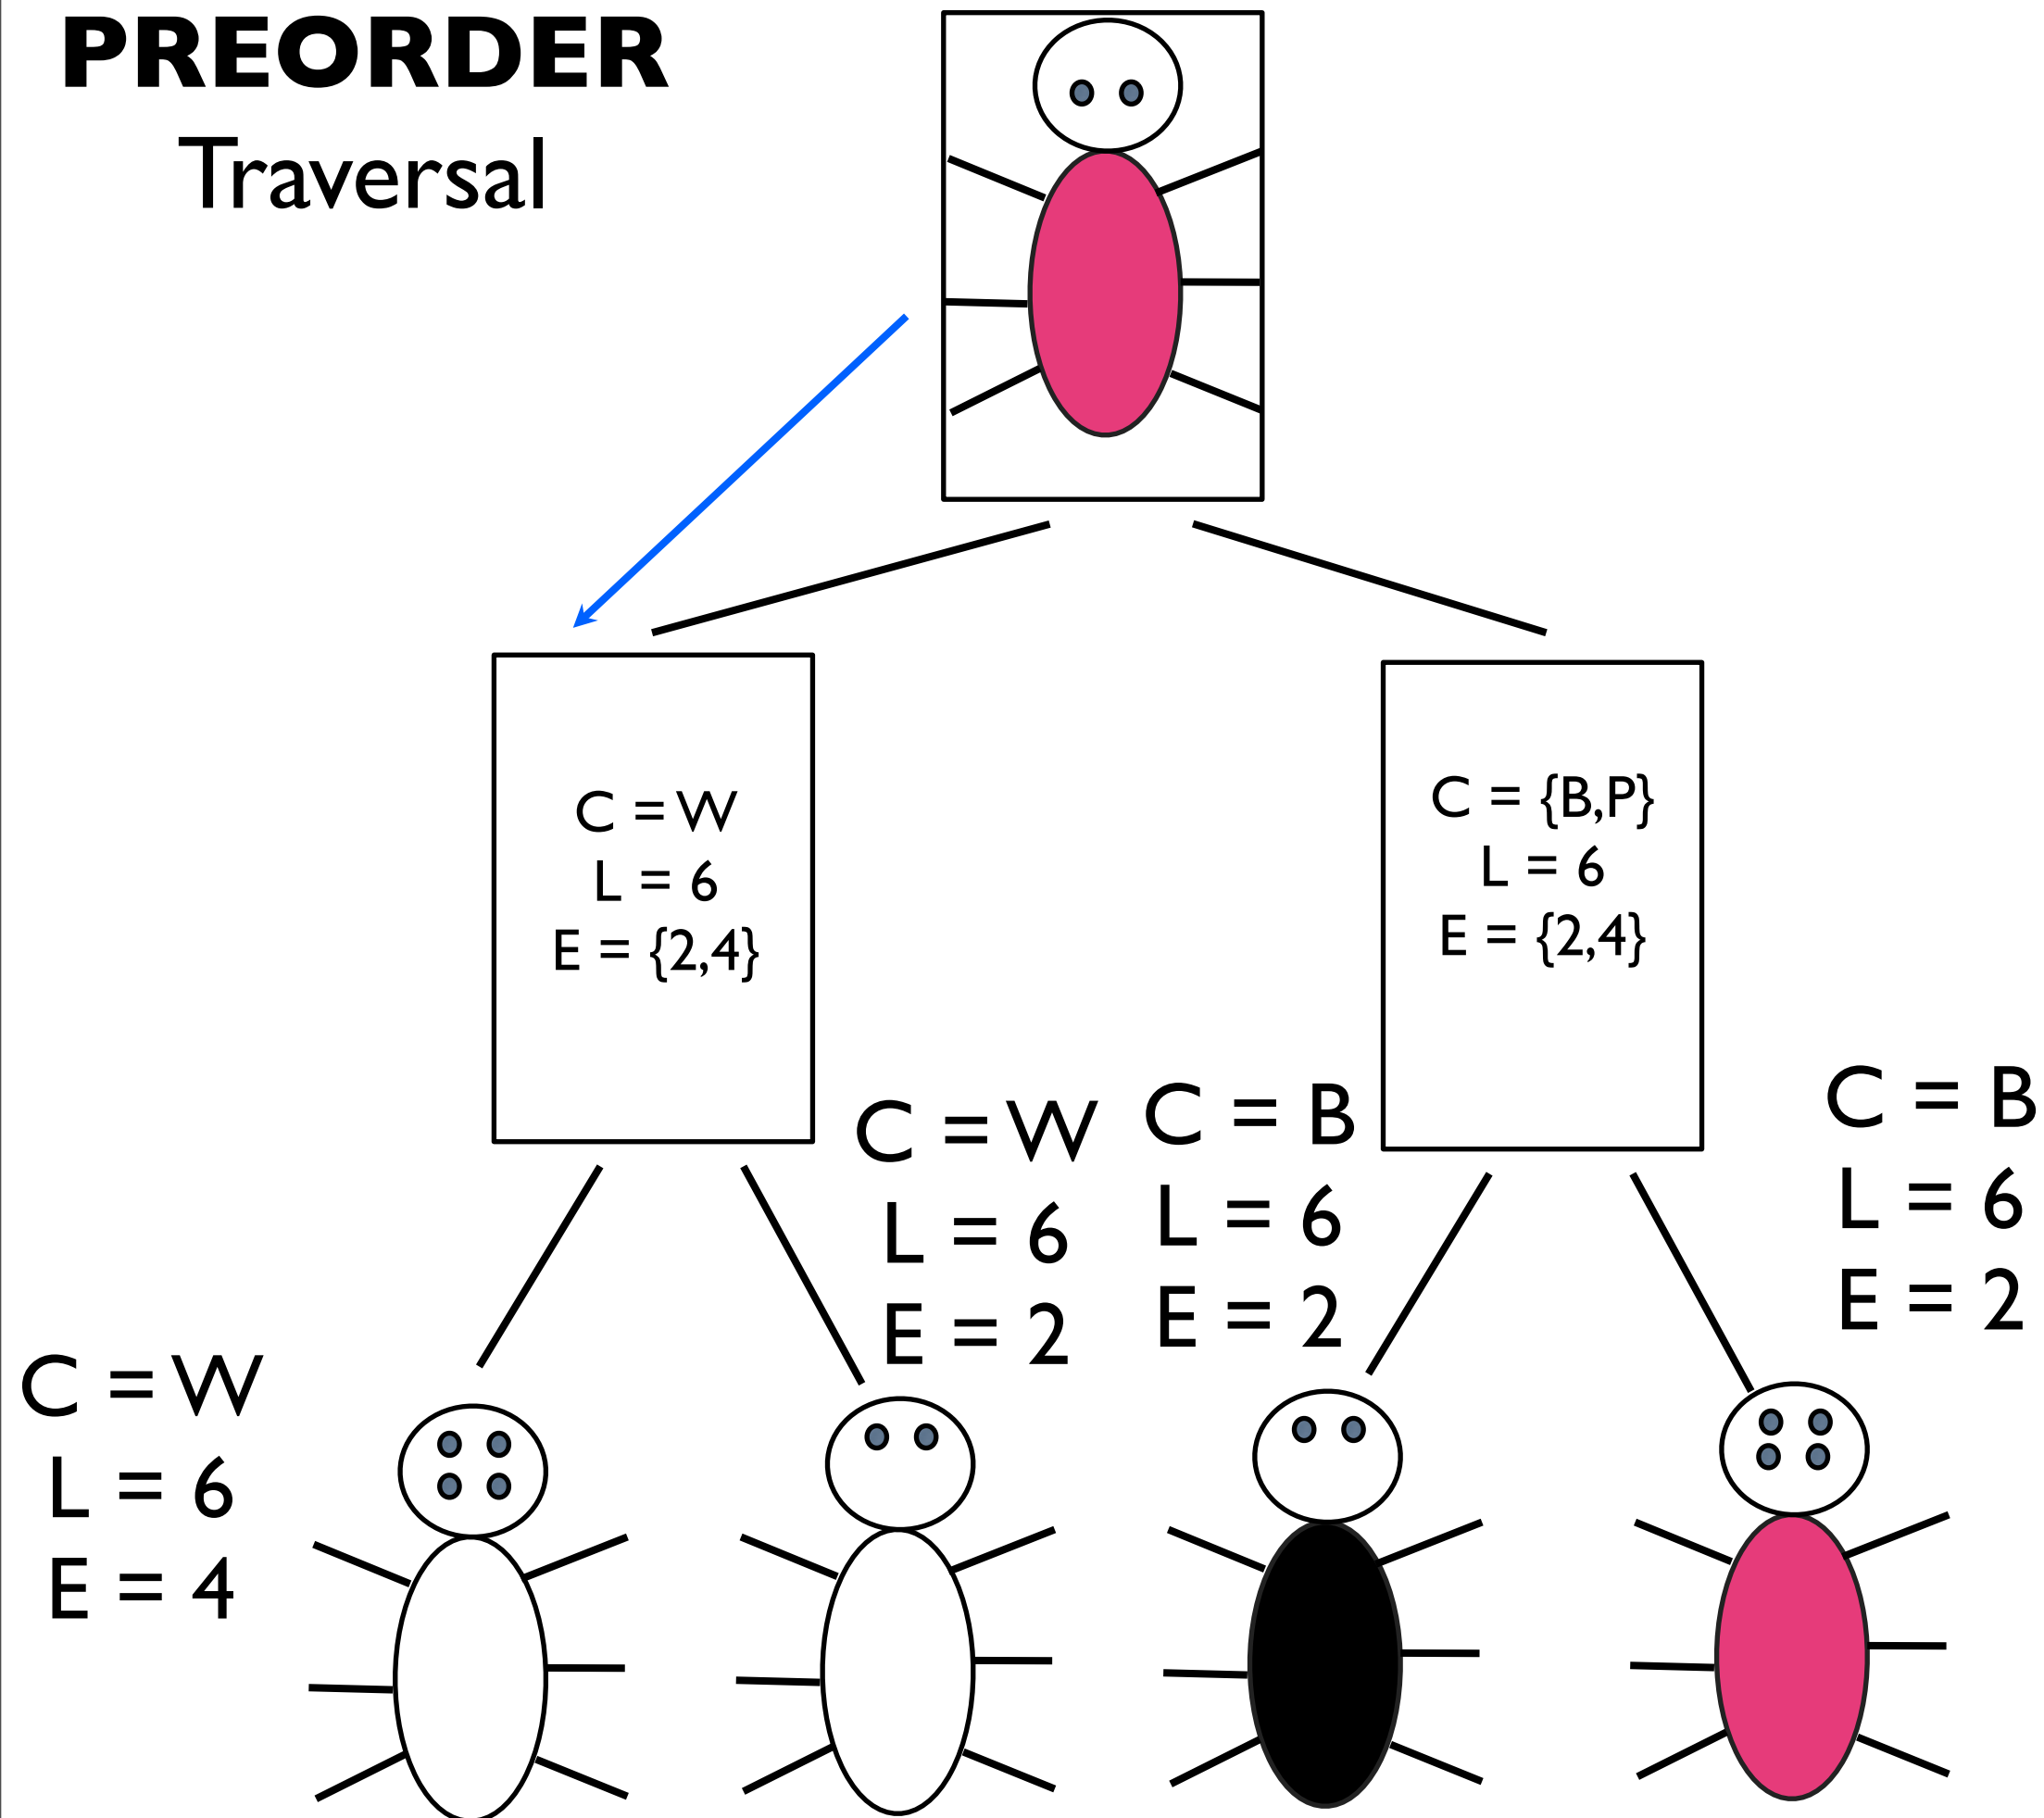 PREORDER
Traversal
C = W
L = 6
E = {2,4}
C = {B,P}
L = 6
E = {2,4}
C = W
L = 6
E = 4
C = W
L = 6
E = 2
C = B
L = 6
E = 2
C = B
L = 6
E = 2